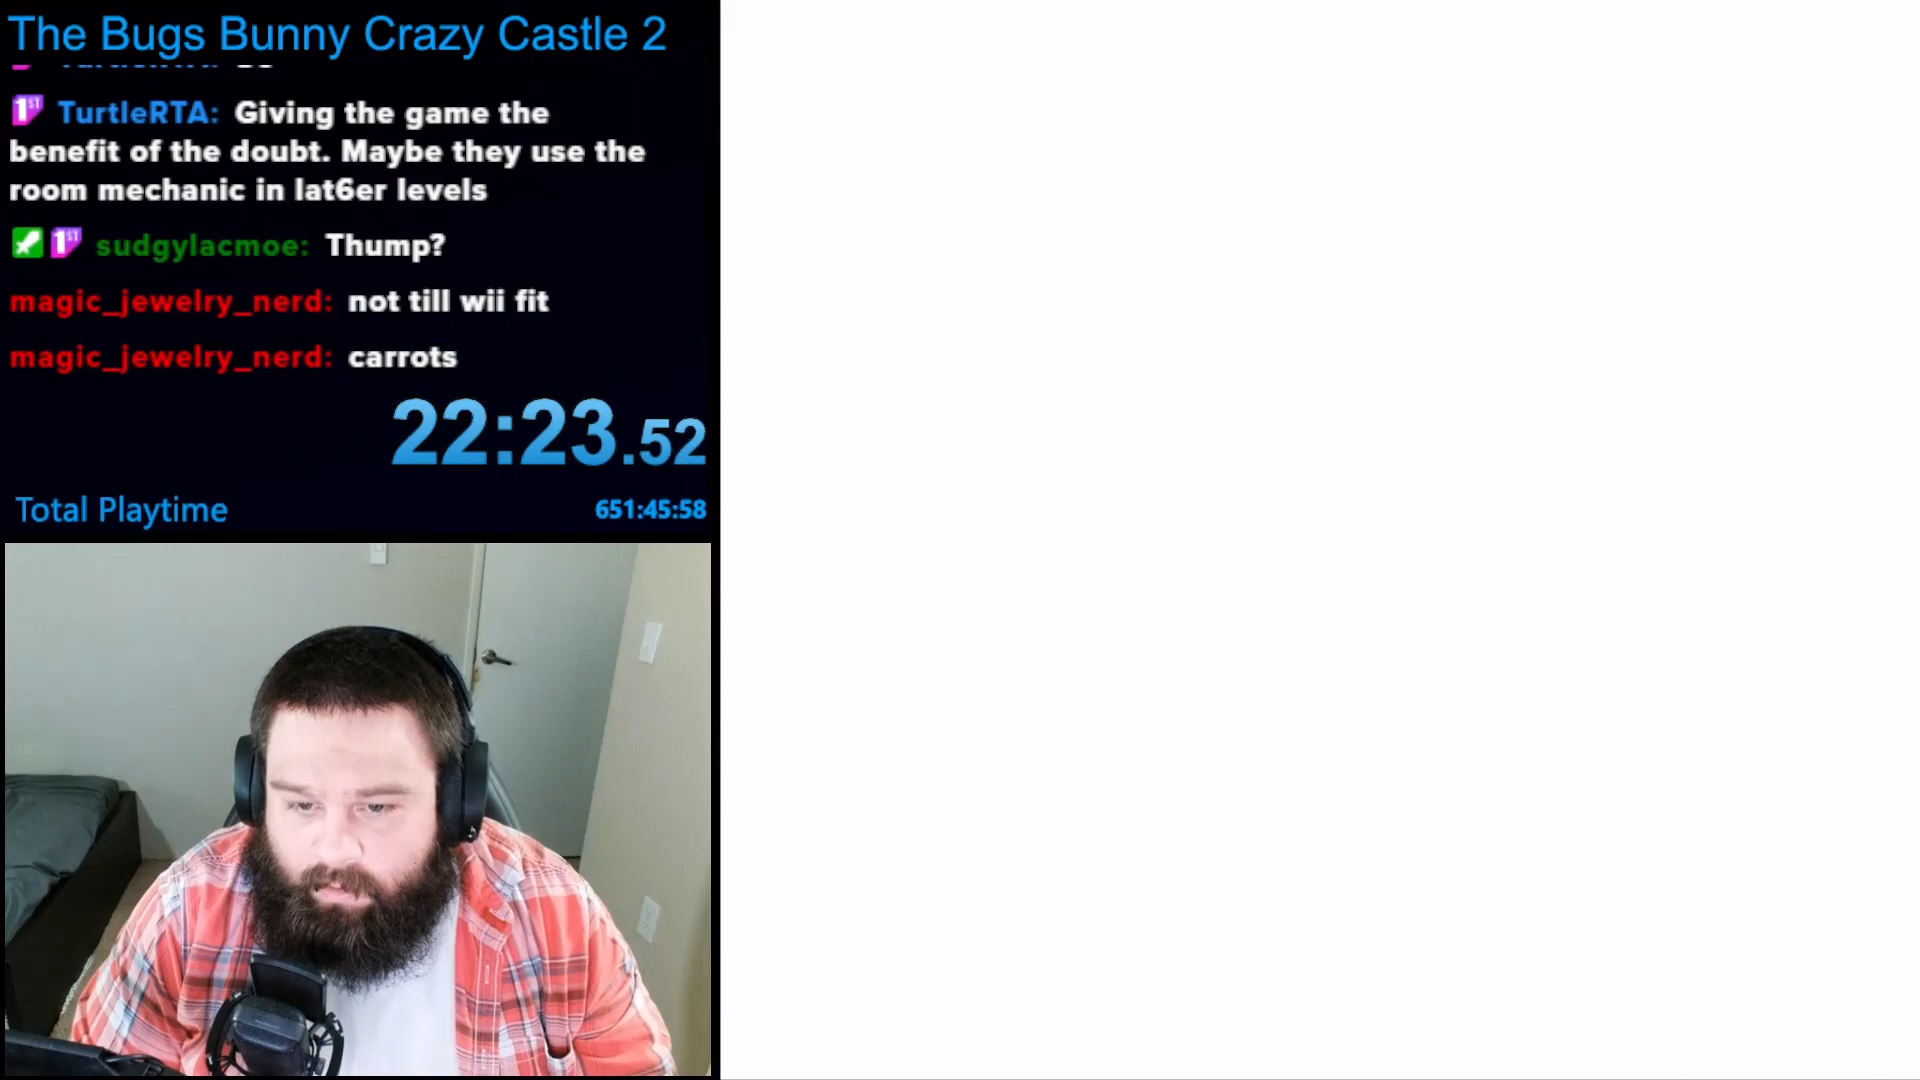 The Bugs Bunny Crazy Castle 2
TurtleRTA: Giving the game the
benefit of the doubt. Maybe they use the
room mechanic in lat6er levels
sudgylacmoe: Thump?
magic_jewelry_nerd: not till wii fit
magic_jewelry_nerd: carrots
22:23.52
Total Playtime 651:45:58